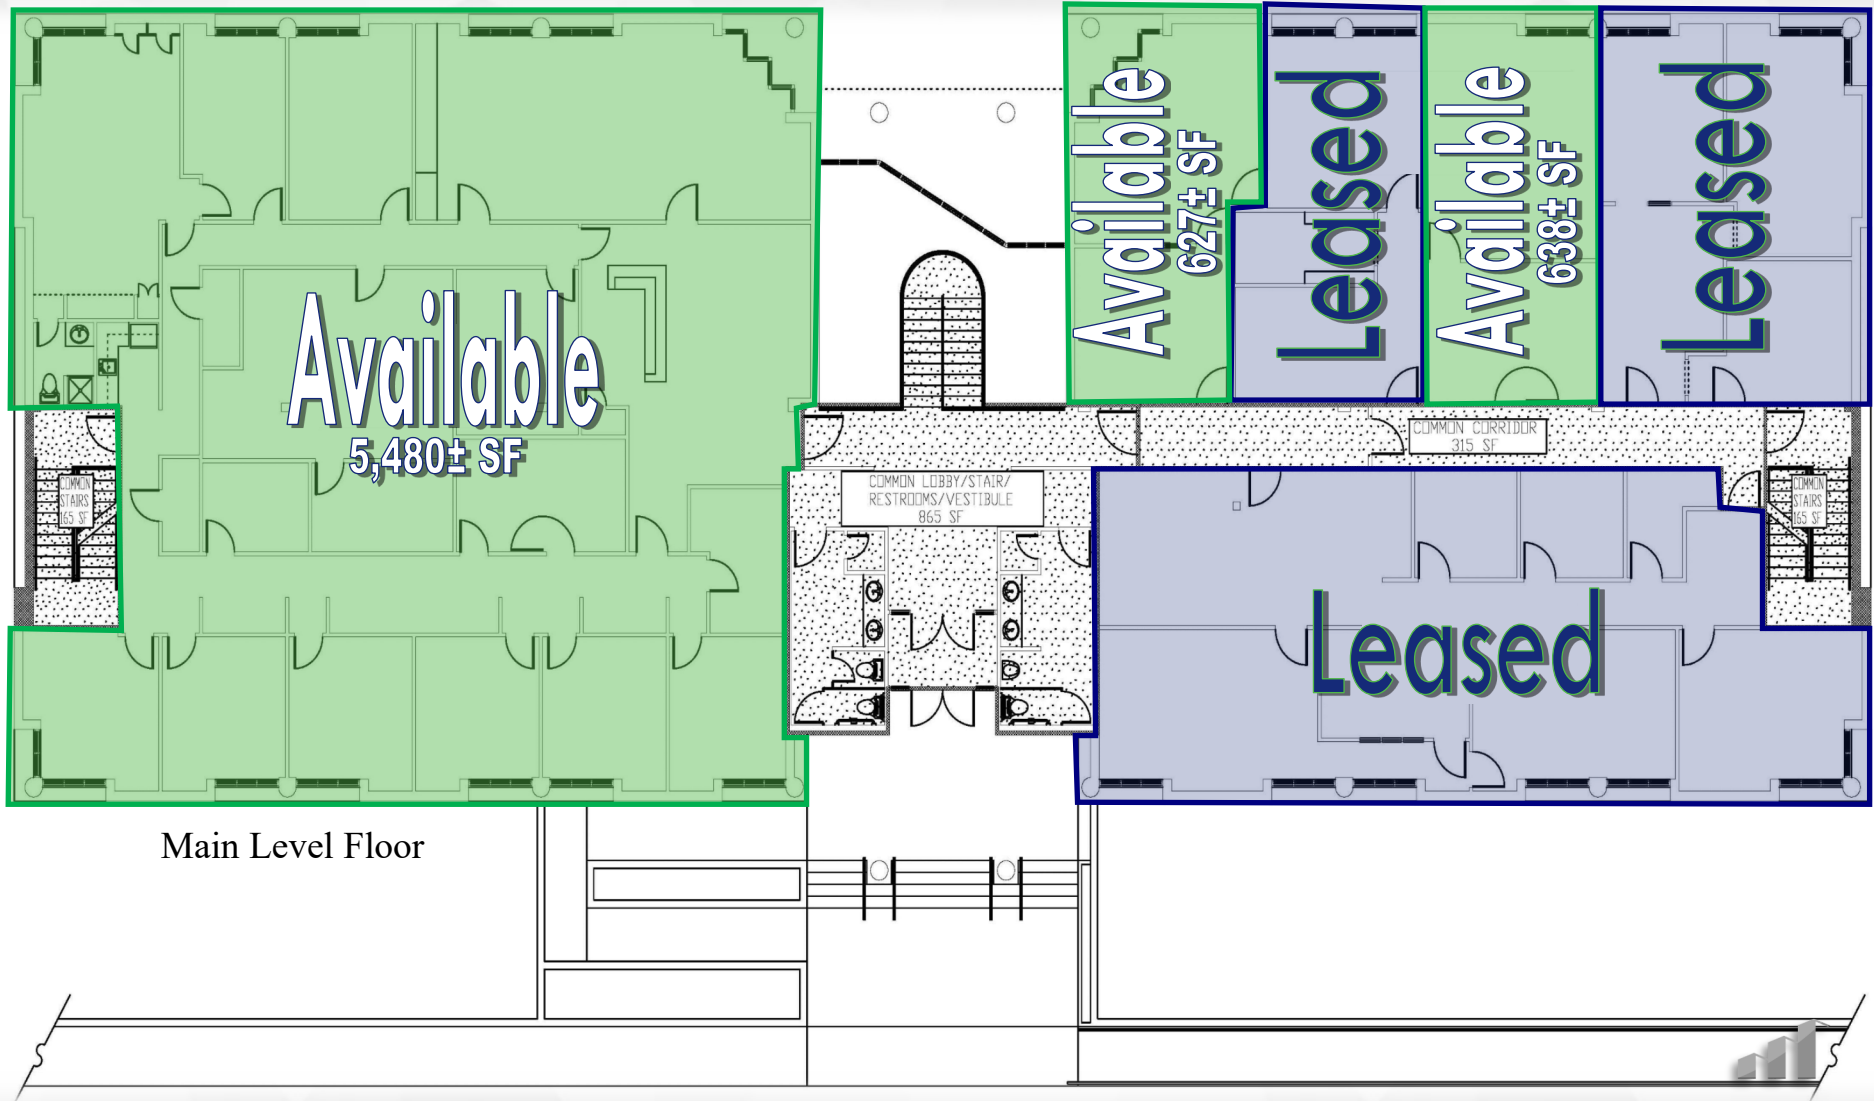 Available
5,480± SF
Available
627± SF
Leased
Available
638± SF
Leased
COMMON CORRIDOR
315 SF
COMMON
STAIRS
165 SF
COMMON LOBBY/STAIR/
RESTROOMS/VESTIBULE
865 SF
COMMON
STAIRS
165 SF
Leased
Main Level Floor